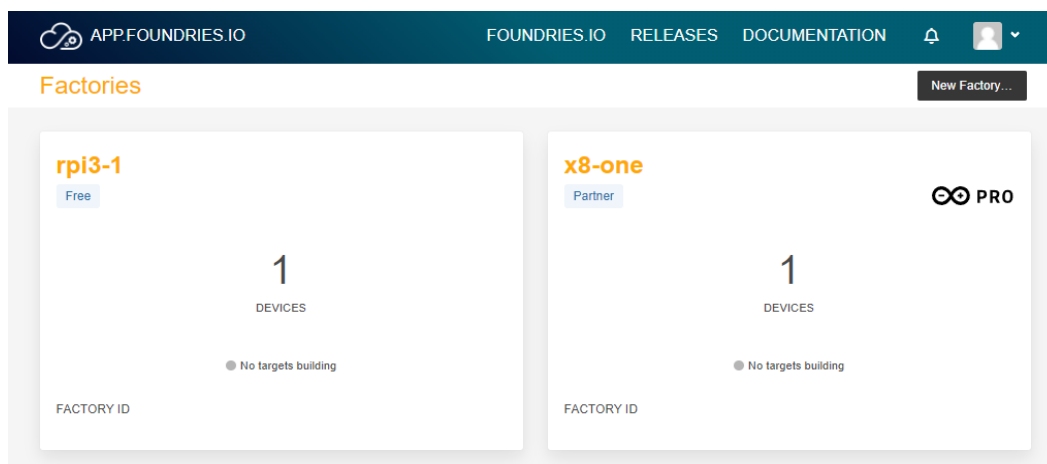 APP.FOUNDRIES.IO FOUNDRIES.IO RELEASES DOCUMENTATION
Factories
New Factory...
rpi3-1
Free
1
DEVICES
No targets building
FACTORY ID
x8-one
Partner
PRO
1
DEVICES
No targets building
FACTORY ID